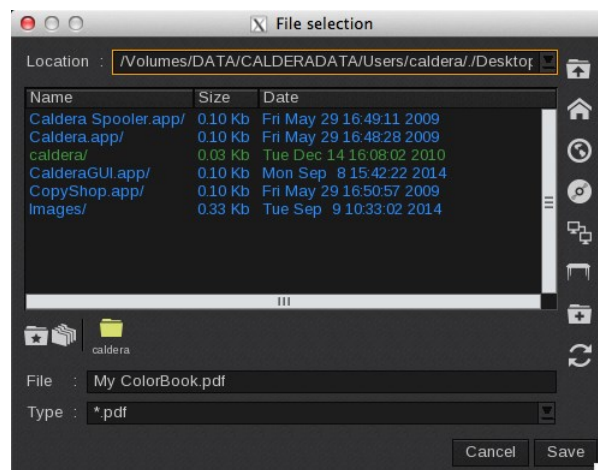 File selection
Location : /Volumes/DATA/CALDERADATA/Users/caldera/./Desktop
Name Size Date
Caldera Spooler.app/ 0.10 Kb Fri May 29 16:49:11 2009
Caldera.app/ 0.10 Kb Fri May 29 16:48:28 2009
caldera/ 0.03 Kb Tue Dec 14 16:08:02 2010
CalderaGUI.app/ 0.10 Kb Mon Sep 8 15:42:22 2014
CopyShop.app/ 0.10 Kb Fri May 29 16:50:57 2009
Images/ 0.33 Kb Tue Sep 9 10:33:02 2014
caldera
File : My ColorBook.pdf
Type : *.pdf
Cancel Save